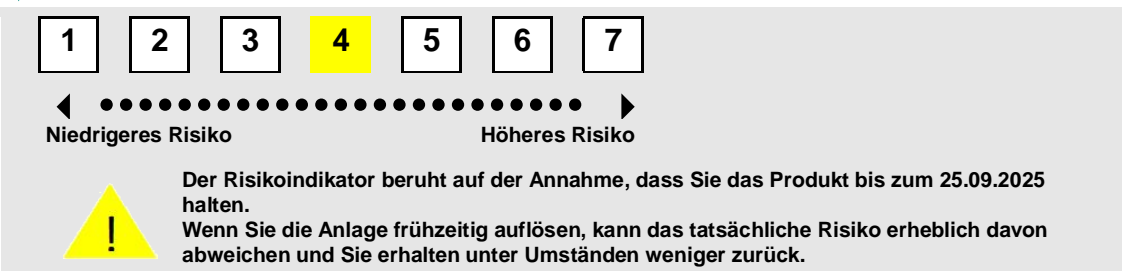 1 2 3 4 5 6 7
Niedrigeres Risiko Höheres Risiko
Der Risikoindikator beruht auf der Annahme, dass Sie das Produkt bis zum 25.09.2025
halten.
Wenn Sie die Anlage frühzeitig auflösen, kann das tatsächliche Risiko erheblich davon
abweichen und Sie erhalten unter Umständen weniger zurück.
!